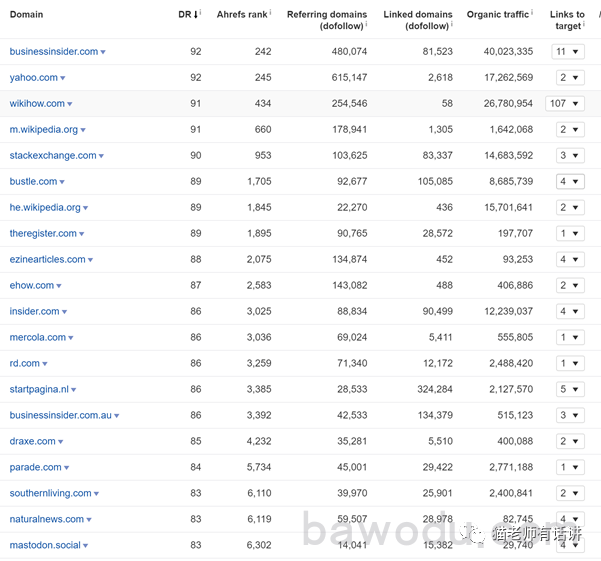 Domain DR Ahrefs rank Referring domains (dofollow) Linked domains (dofollow) Organic traffic Links to target
businessinsider.com 92 242 480,074 81,523 40,023,335 11
yahoo.com 92 245 615,147 2,618 17,262,569 2
wikihow.com 91 434 254,546 58 26,780,954 107
m.wikipedia.org 91 660 178,941 1,305 1,642,068 2
stackexchange.com 90 953 103,625 83,337 14,683,592 3
bustle.com 89 1,705 92,677 105,085 8,685,739 4
he.wikipedia.org 89 1,845 22,270 436 15,701,641 2
theregister.com 89 1,895 90,765 28,572 197,707 1
ezinearticles.com 88 2,075 134,874 452 93,253 4
ehow.com 87 2,583 143,082 488 406,886 2
insider.com 86 3,025 88,834 90,499 12,239,037 4
mercola.com 86 3,036 69,024 5,411 555,805 1
rd.com 86 3,259 71,340 12,172 2,488,420 1
startpagina.nl 86 3,385 28,533 324,284 2,127,570 5
businessinsider.com.au 86 3,392 42,533 134,379 515,123 3
draxe.com 85 4,232 35,281 5,510 400,088 2
parade.com 84 5,734 45,001 29,422 2,771,188 1
southernliving.com 83 6,110 39,970 25,901 2,400,841 2
naturalnews.com 83 6,119 59,507 28,978 82,745 4
bawodu.com
猫老师有话讲
mastodon.social 83 6,302 14,041 15,382 29,740 4